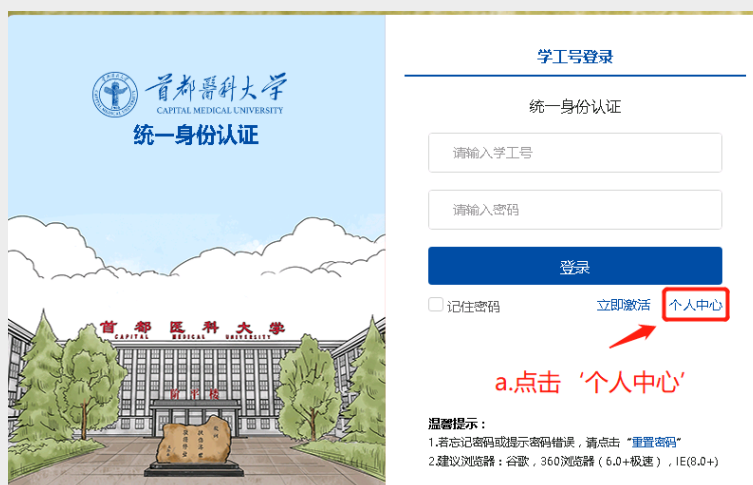 首都醫科大学
CAPITAL MEDICAL UNIVERSITY
统一身份认证
首都医科大学
CAPITAL MEDICAL UNIVERSITY
学工号登录
统一身份认证
请输入学工号
请输入密码
登录
记住密码 立即激活 个人中心
a.点击‘个人中心’
温馨提示：
1.若忘记密码或提示密码错误，请点击“重置密码”
2.建议浏览器：谷歌，360浏览器（6.0+极速），IE(8.0+)